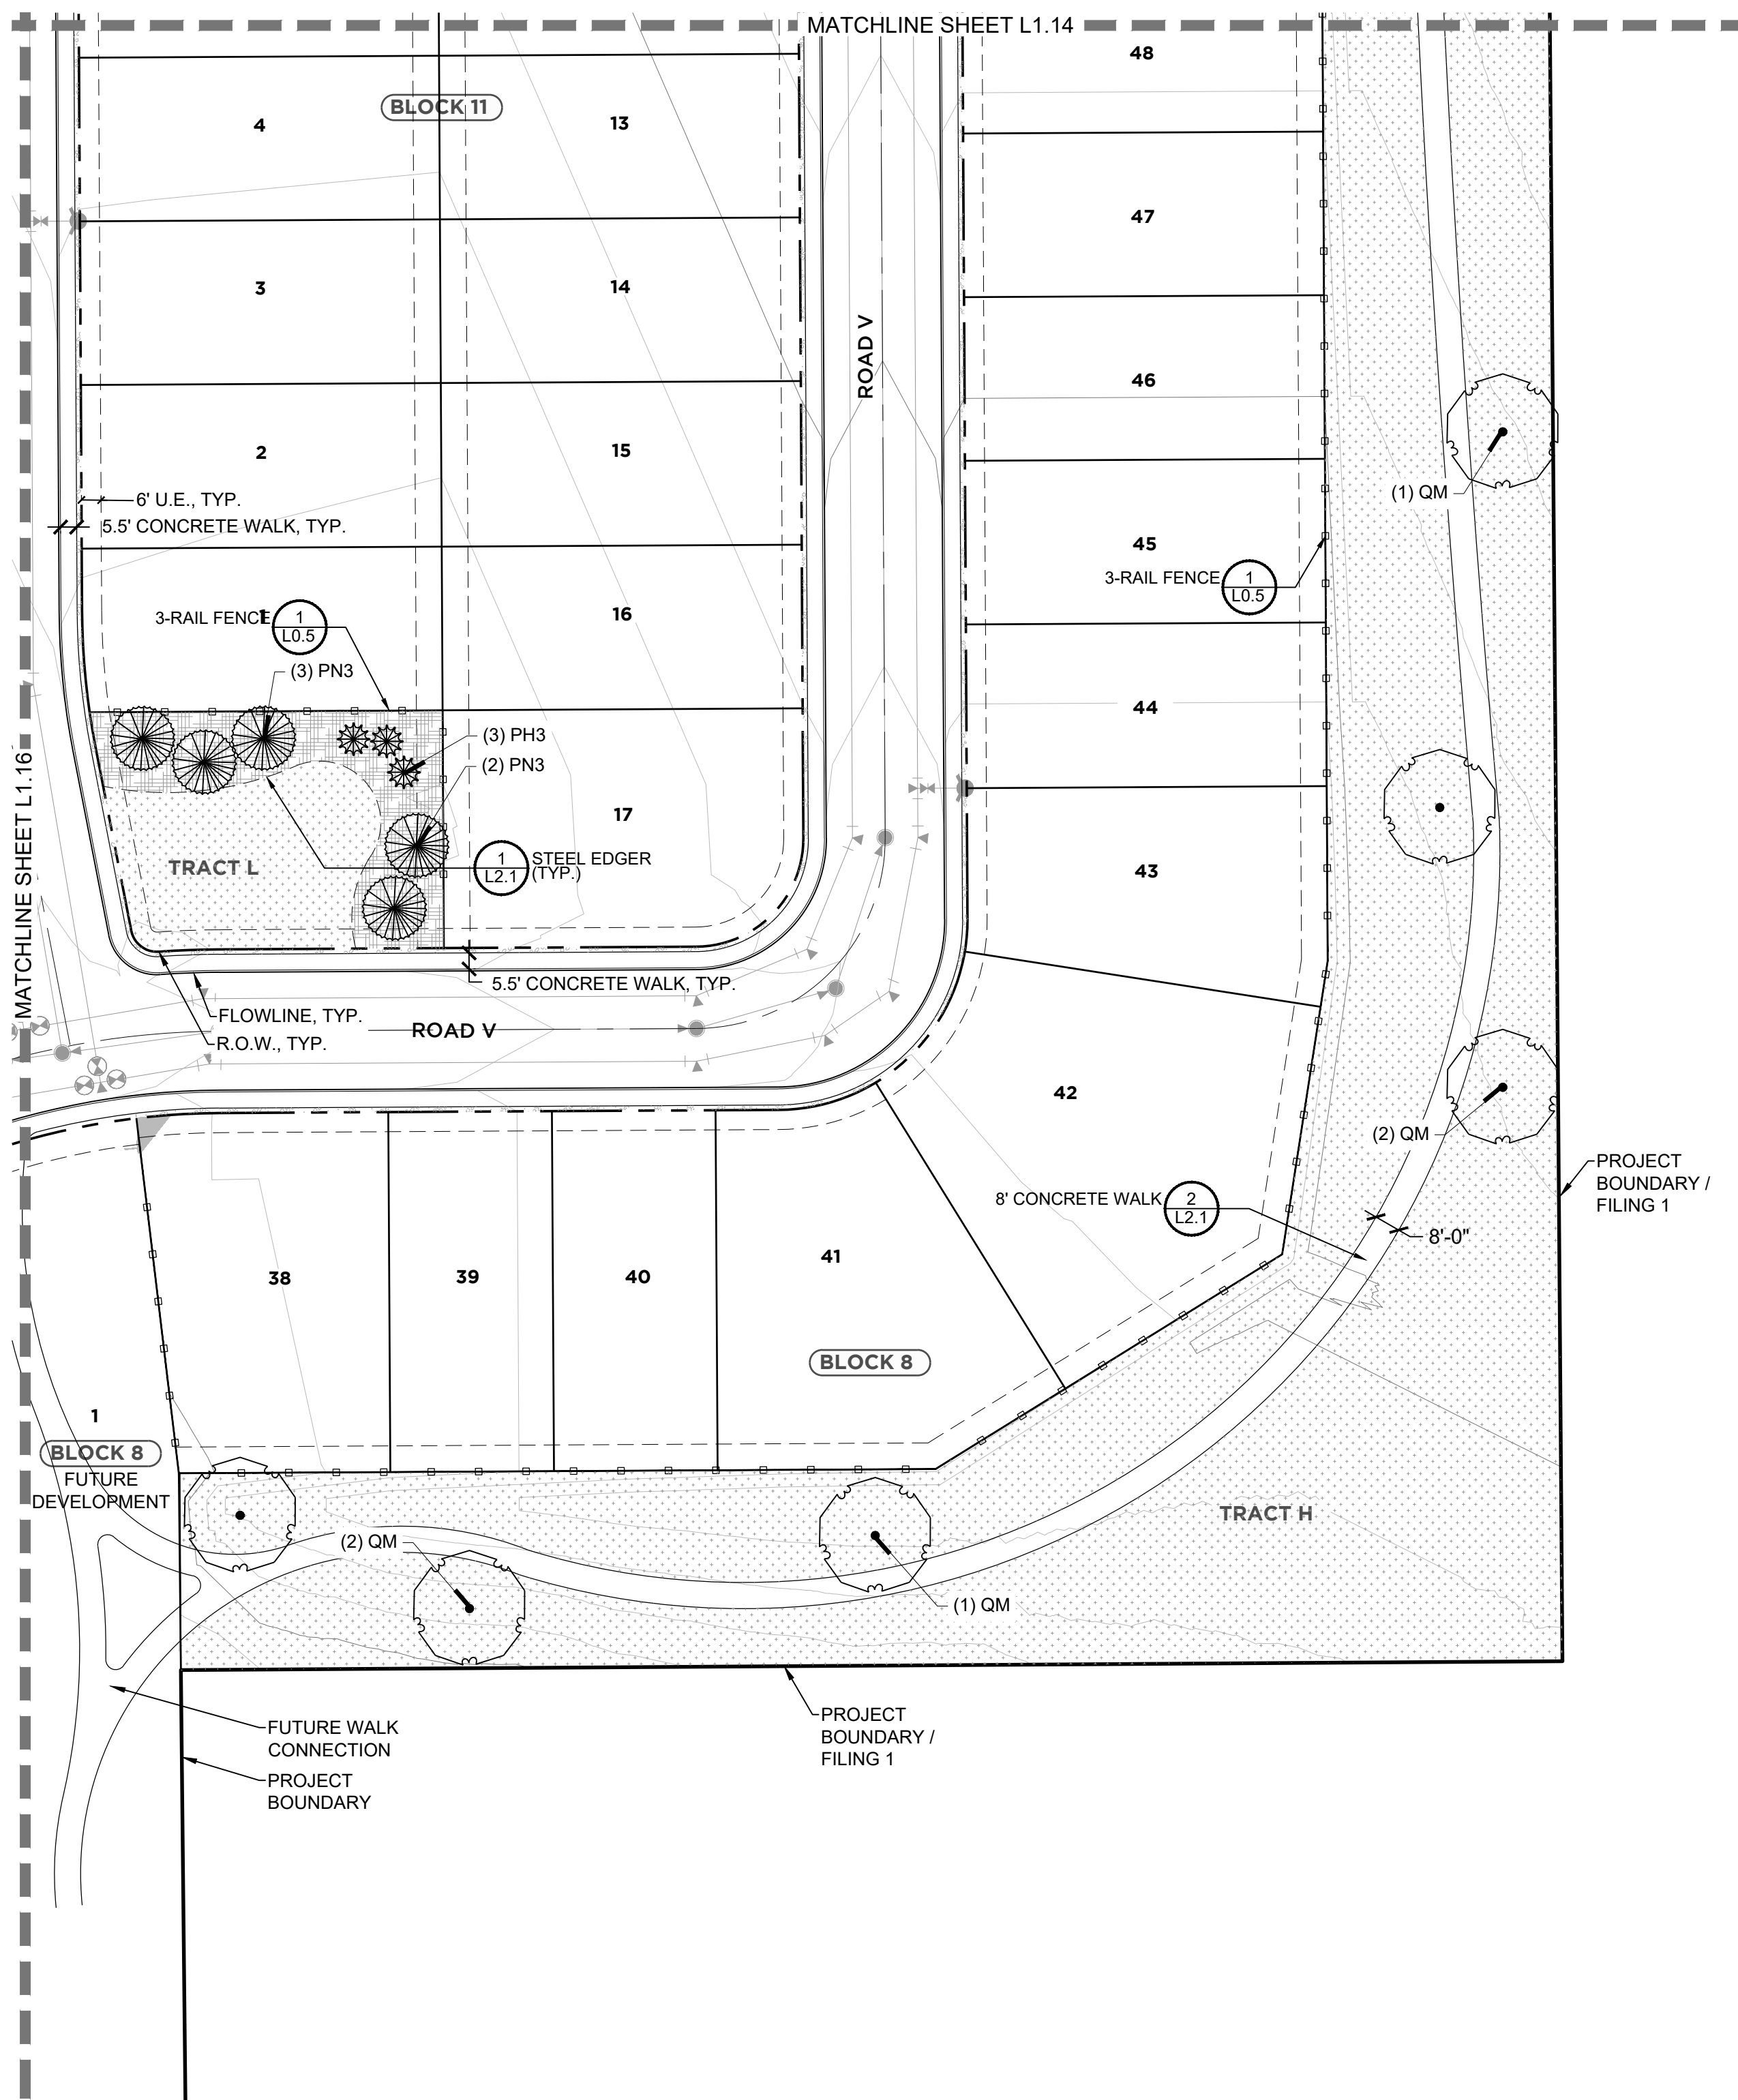 MATCHLINE SHEET L1.14
48
BLOCK 11
4
13
47
3
14
ROAD V
46
2
15
(1) QM
6' U.E., TYP.
5.5' CONCRETE WALK, TYP.
45
3-RAIL FENCE
1
L0.5
1
3-RAIL FENCE
1
L0.5
16
(3) PN3
44
(3) PH3
(2) PN3
17
TRACT L
1
L2.1
STEEL EDGER
(TYP.)
43
MATCHLINE SHEET L1.16
5.5' CONCRETE WALK, TYP.
FLOWLINE, TYP.
ROAD V
R.O.W., TYP.
42
(2) QM
PROJECT
BOUNDARY /
FILING 1
8' CONCRETE WALK
2
L2.1
8'-0"
38
39
40
41
BLOCK 8
1
BLOCK 8
FUTURE
DEVELOPMENT
TRACT H
(2) QM
(1) QM
FUTURE WALK
CONNECTION
PROJECT
BOUNDARY
PROJECT
BOUNDARY /
FILING 1